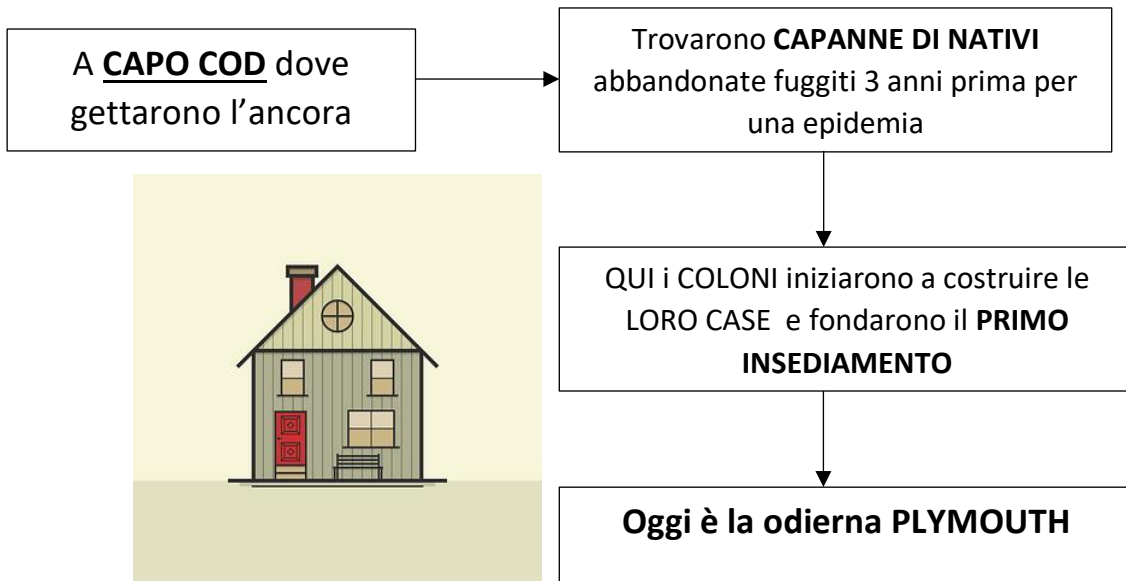 A CAPO COD dove
gettarono l’ancora
Trovarono CAPANNE DI NATIVI
abbandonate fuggiti 3 anni prima per
una epidemia
QUI i COLONI iniziarono a costruire le
LORO CASE e fondarono il PRIMO
INSEDIAMENTO
Oggi è la odierna PLYMOUTH